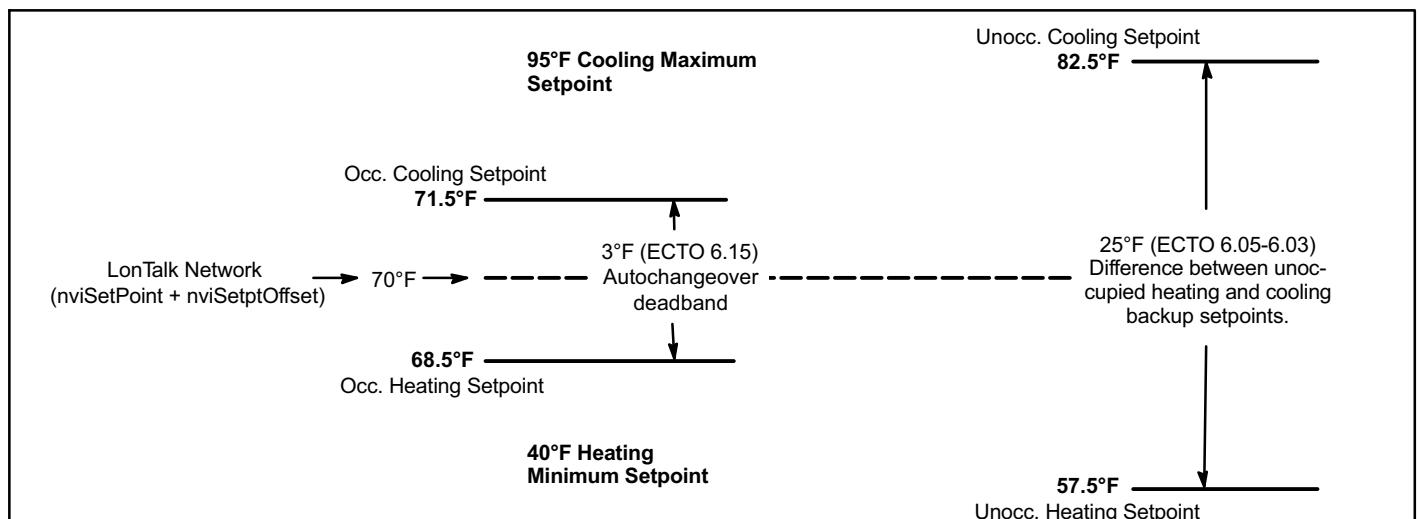 Unocc. Cooling Setpoint
82.5°F
95°F Cooling Maximum
Setpoint
Occ. Cooling Setpoint
71.5°F
LonTalk Network
(nviSetPoint + nviSetptOffset)
70°F
3°F (ECTO 6.15)
Autochangeover
deadband
25°F (ECTO 6.05-6.03)
Difference between unoc-
cupied heating and cooling
backup setpoints.
68.5°F
Occ. Heating Setpoint
40°F Heating
Minimum Setpoint
57.5°F
Unocc. Heating Setpoint